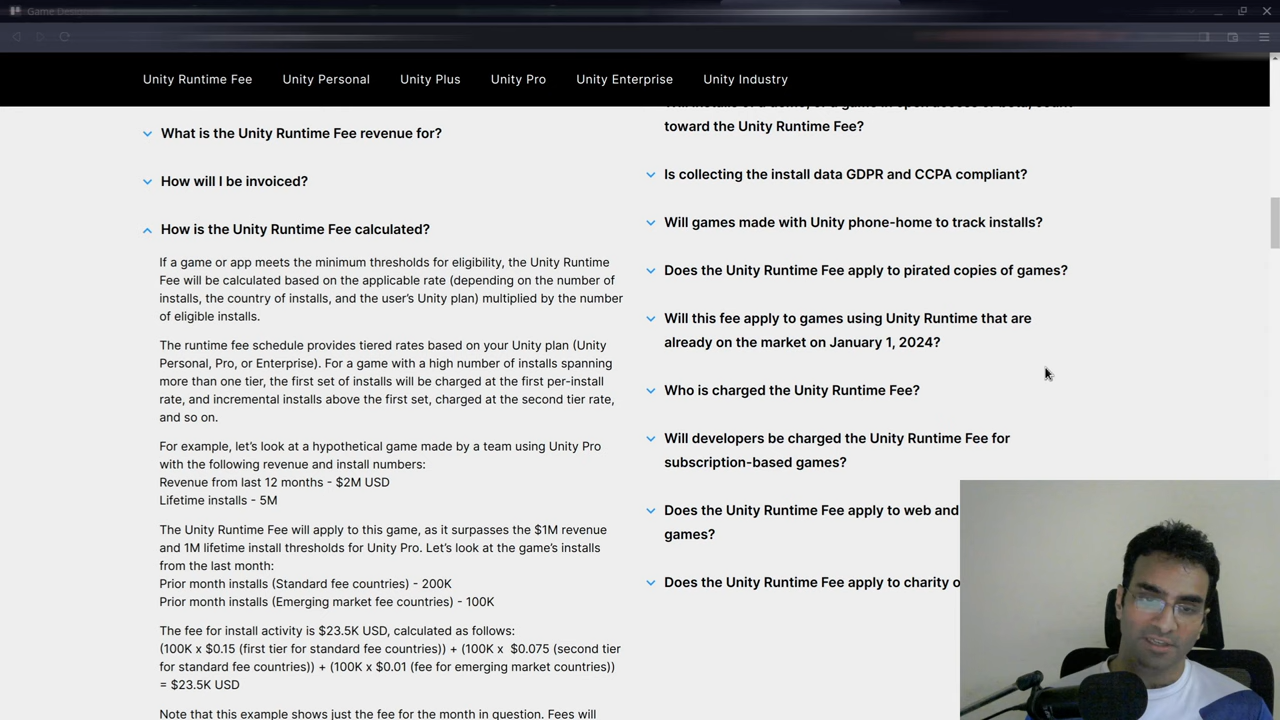 Unity Runtime Fee
Unity Personal
Unity Plus
Unity Pro
Unity Enterprise
Unity Industry
What is the Unity Runtime Fee revenue for?
How will I be invoiced?
How is the Unity Runtime Fee calculated?
If a game or app meets the minimum thresholds for eligibility, the Unity Runtime
Fee will be calculated based on the applicable rate (depending on the number of
installs, the country of installs, and the user's Unity plan) multiplied by the number
of eligible installs.
The runtime fee schedule provides tiered rates based on your Unity plan (Unity
Personal, Pro, or Enterprise). For a game with a high number of installs spanning
more than one tier, the first set of installs will be charged at the first per-install
rate, and incremental installs above the first set, charged at the second tier rate,
and so on.
For example, let's look at a hypothetical game made by a team using Unity Pro
with the following revenue and install numbers:
Revenue from last 12 months - $2M USD
Lifetime installs - 5M
The Unity Runtime Fee will apply to this game, as it surpasses the $1M revenue
and 1M lifetime install thresholds for Unity Pro. Let's look at the game's installs
from the last month:
Prior month installs (Standard fee countries) - 200K
Prior month installs (Emerging market fee countries) - 100K
The fee for install activity is $23.5K USD, calculated as follows:
(100K x $0.15 (first tier for standard fee countries)) + (100K x $0.075 (second tier
for standard fee countries)) + (100K x $0.01 (fee for emerging market countries))
= $23.5K USD
Note that this example shows just the fee for the month in question. Fees will
toward the Unity Runtime Fee?
Is collecting the install data GDPR and CCPA compliant?
Will games made with Unity phone-home to track installs?
Does the Unity Runtime Fee apply to pirated copies of games?
Will this fee apply to games using Unity Runtime that are
already on the market on January 1, 2024?
Who is charged the Unity Runtime Fee?
Will developers be charged the Unity Runtime Fee for
subscription-based games?
Does the Unity Runtime Fee apply to web and
games?
Does the Unity Runtime Fee apply to charity